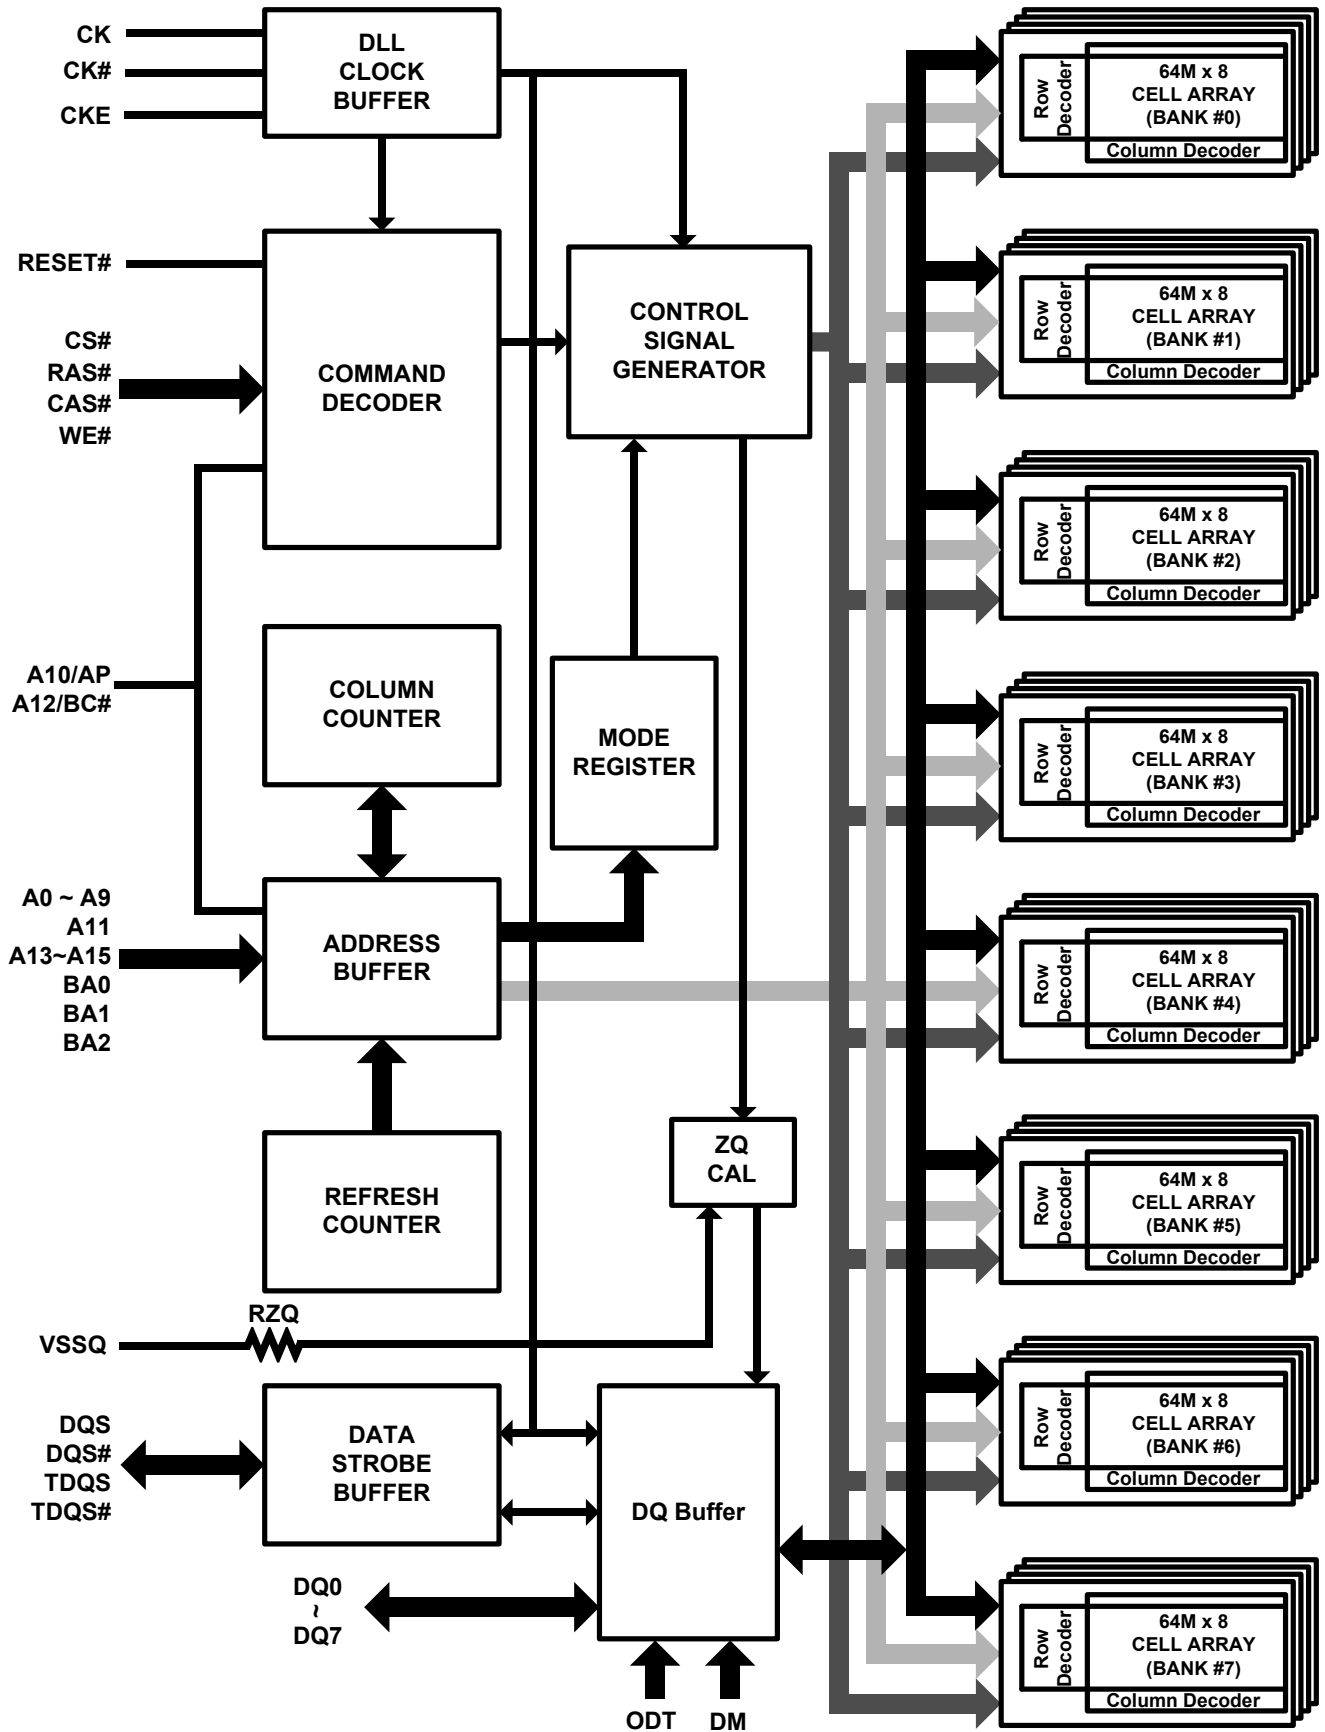 CK
CK#
CKE
DLL
CLOCK
BUFFER
RESET#
CS#
RAS#
CAS#
WE#
COMMAND
DECODER
CONTROL
SIGNAL
GENERATOR
A10/AP
A12/BC#
COLUMN
COUNTER
MODE
REGISTER
A0 ~ A9
A11
A13~A15
BA0
BA1
BA2
ADDRESS
BUFFER
REFRESH
COUNTER
ZQ
CAL
RZQ
VSSQ
DQS
DQS#
TDQS
TDQS#
DATA
STROBE
BUFFER
DQ Buffer
DQ0
~
DQ7
ODT
DM
Row
Decoder
64M x 8
CELL ARRAY
(BANK #0)
Column Decoder
Row
Decoder
64M x 8
CELL ARRAY
(BANK #1)
Column Decoder
Row
Decoder
64M x 8
CELL ARRAY
(BANK #2)
Column Decoder
Row
Decoder
64M x 8
CELL ARRAY
(BANK #3)
Column Decoder
Row
Decoder
64M x 8
CELL ARRAY
(BANK #4)
Column Decoder
Row
Decoder
64M x 8
CELL ARRAY
(BANK #5)
Column Decoder
Row
Decoder
64M x 8
CELL ARRAY
(BANK #6)
Column Decoder
Row
Decoder
64M x 8
CELL ARRAY
(BANK #7)
Column Decoder